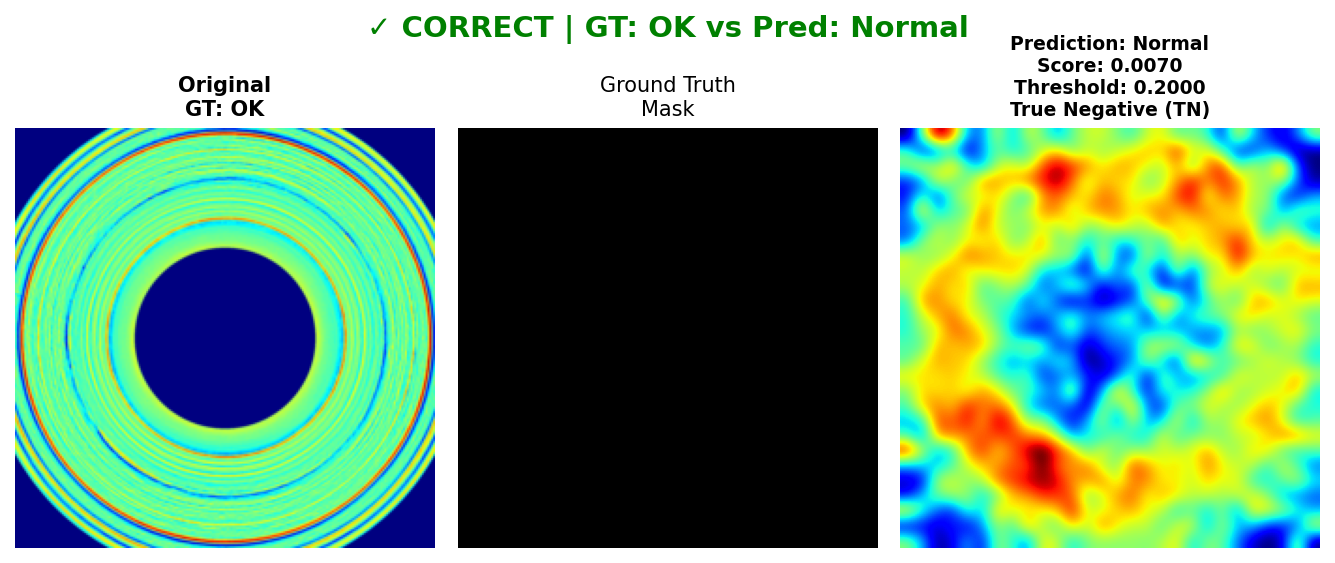 ✓ CORRECT | GT: OK vs Pred: Normal
Original
GT: OK
Ground Truth
Mask
Prediction: Normal
Score: 0.0070
Threshold: 0.2000
True Negative (TN)